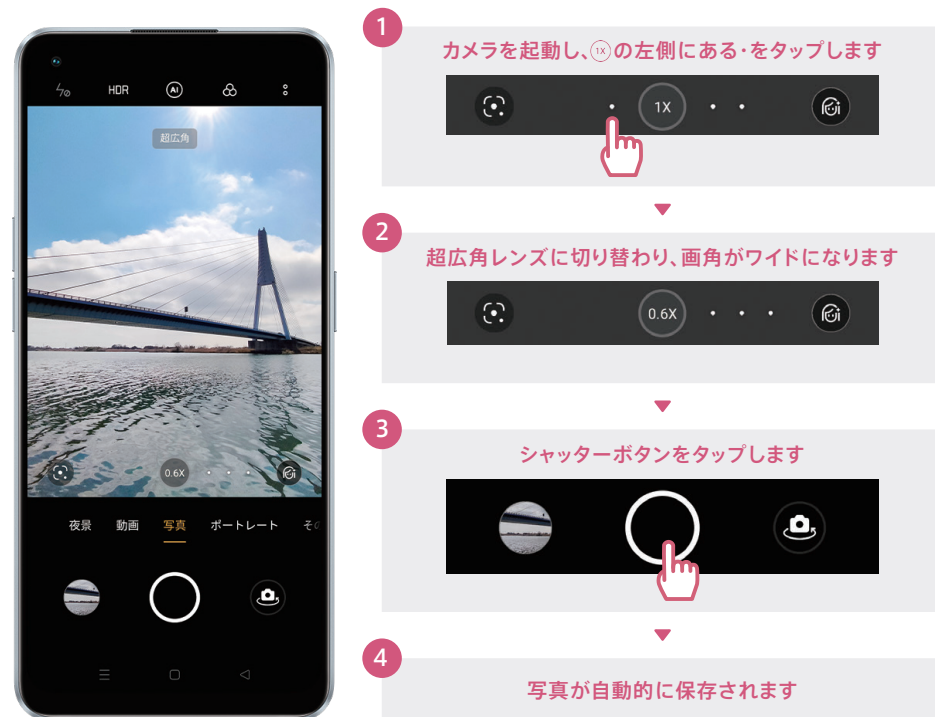 HDR
AI
超広角
0.6X
夜景 動画 写真 ポートレート その
1
カメラを起動し、1Xの左側にある・をタップします
1X
2
超広角レンズに切り替わり、画角がワイドになります
0.6X
3
シャッターボタンをタップします
4
写真が自動的に保存されます